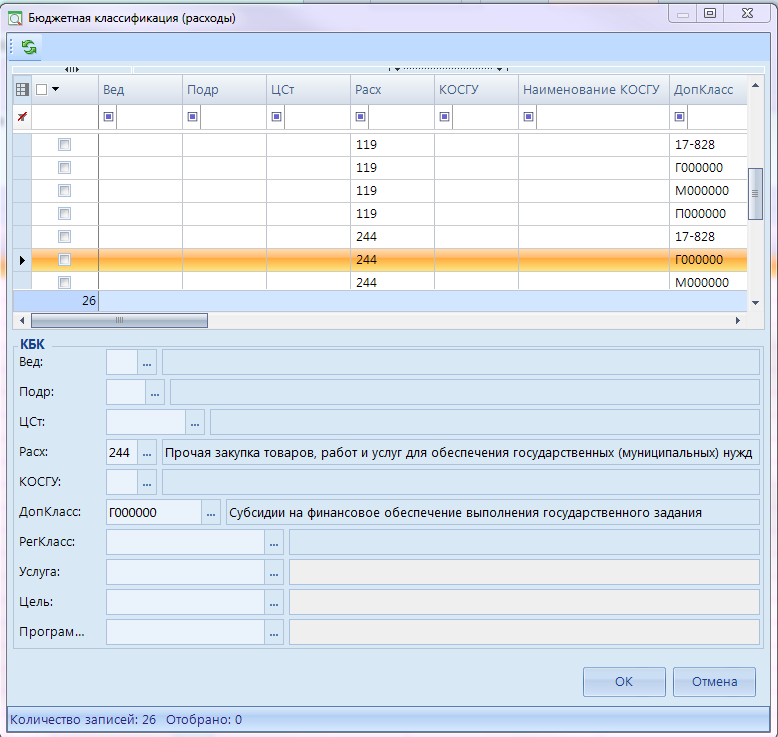 Бюджетная классификация (расходы)
Вед Подр ЦСт Расх КОСГУ Наименование КОСГУ ДопКласс
119 17-828
119 Г000000
119 М000000
119 П000000
244 17-828
244 Г000000
244 М000000
26
КБК
Вед: ...
Подр: ...
ЦСт: ...
Расх: 244 ... Прочая закупка товаров, работ и услуг для обеспечения государственных (муниципальных) нужд
КОСГУ: ...
ДопКласс: Г000000 ... Субсидии на финансовое обеспечение выполнения государственного задания
РегКласс: ...
Услуга: ...
Цель: ...
Програм... ...
ОК Отмена
Количество записей: 26 Отобрано: 0